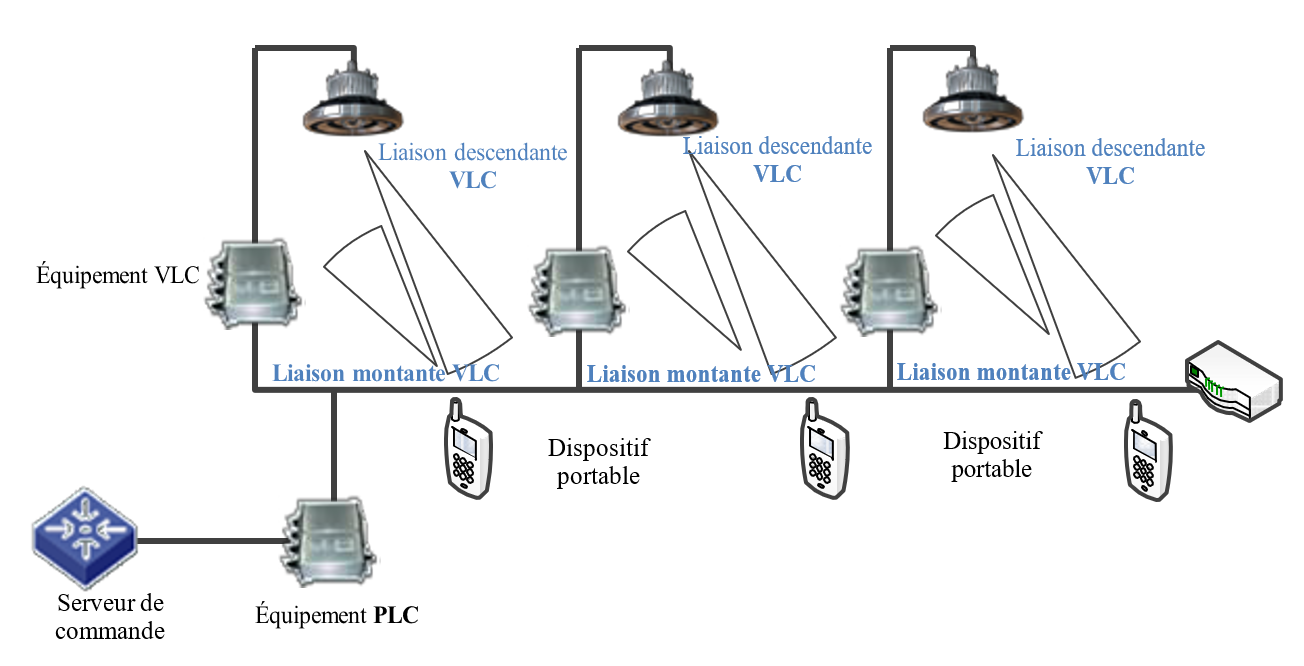 Liaison descendante
VLC
Liaison descendante
VLC
Liaison descendante
VLC
Équipement VLC
Liaison montante VLC
Liaison montante VLC
Liaison montante VLC
Dispositif
portable
Dispositif
portable
Serveur de
commande
Équipement PLC